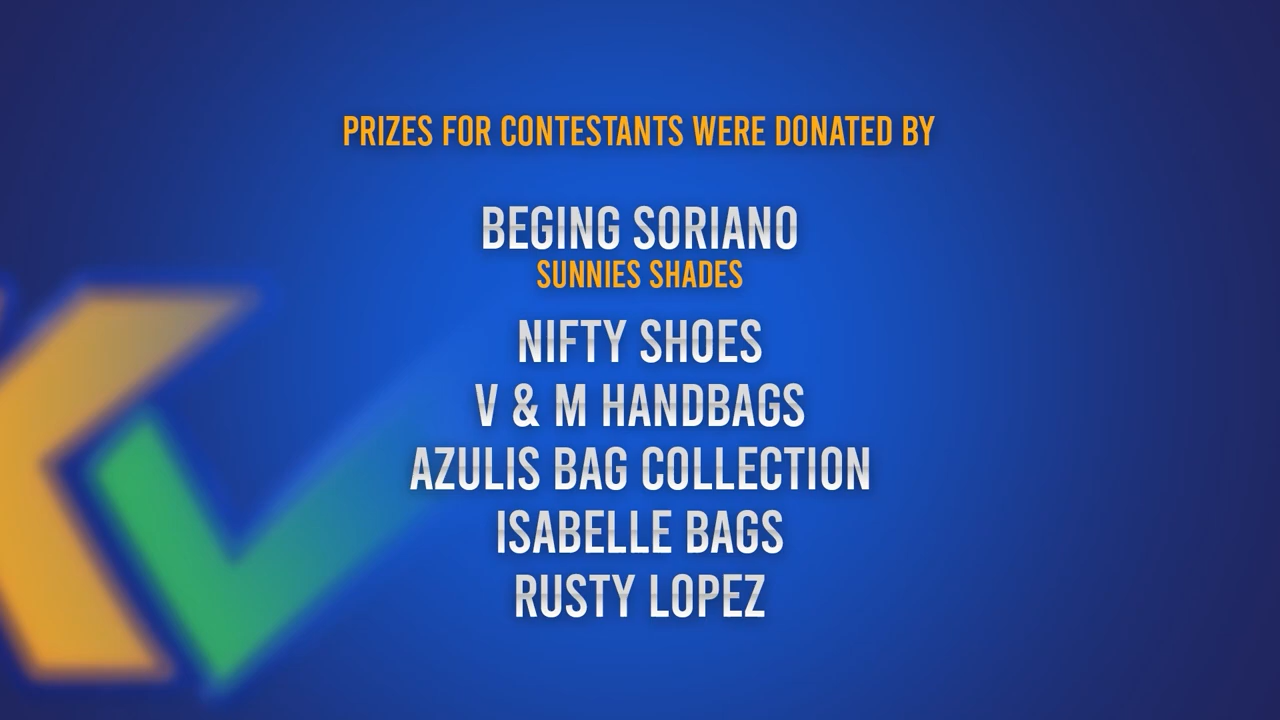 PRIZES FOR CONTESTANTS WERE DONATED BY
BEGING SORIANO
SUNNIES SHADES
NIFTY SHOES
V & M HANDBAGS
AZULIS BAG COLLECTION
ISABELLE BAGS
RUSTY LOPEZ